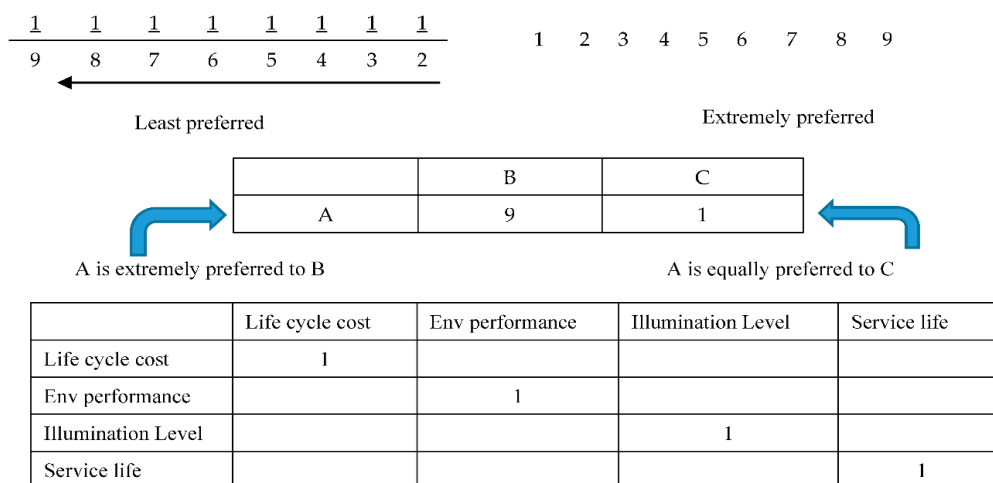 1 1 1 1 1 1 1 1
9 8 7 6 5 4 3 2
1 2 3 4 5 6 7 8 9
Least preferred
Extremely preferred
B C
A 9 1
A is extremely preferred to B
A is equally preferred to C
Life cycle cost Env performance Illumination Level Service life
Life cycle cost 1
Env performance 1
Illumination Level 1
Service life 1